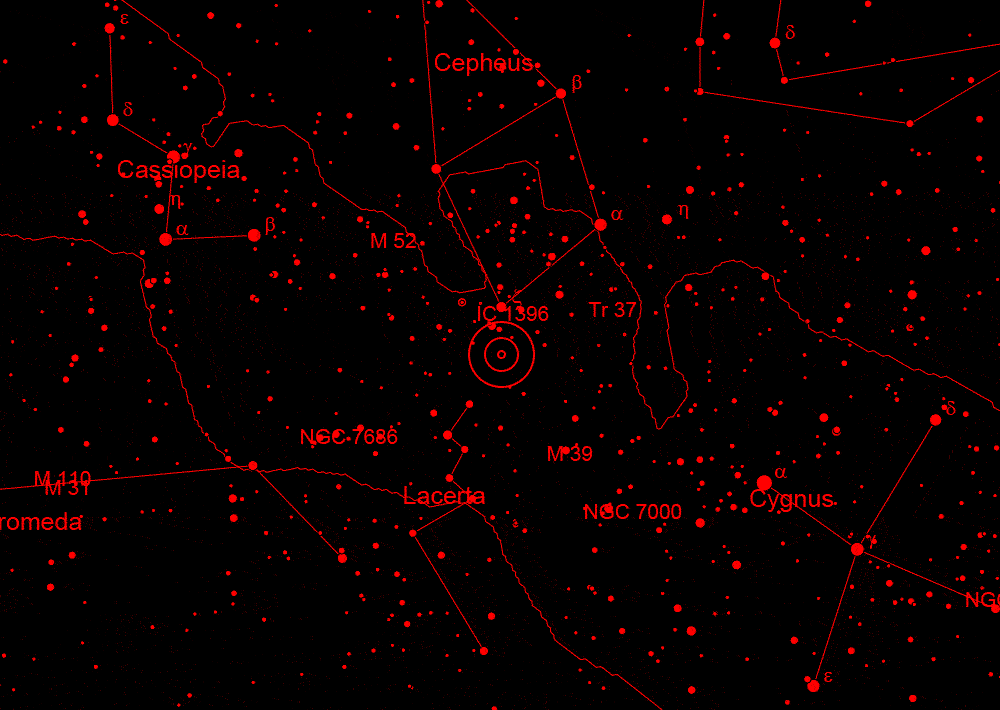 ε
δ
Cepheus
β
δ
γ
Cassiopeia
η
α
β
M 52
α
η
IC 1396
Tr 37
NGC 7686
M 39
δ
M 110
M 31
romeda
Lacerta
NGC 7000
α
Cygnus
γ
NGC
ε